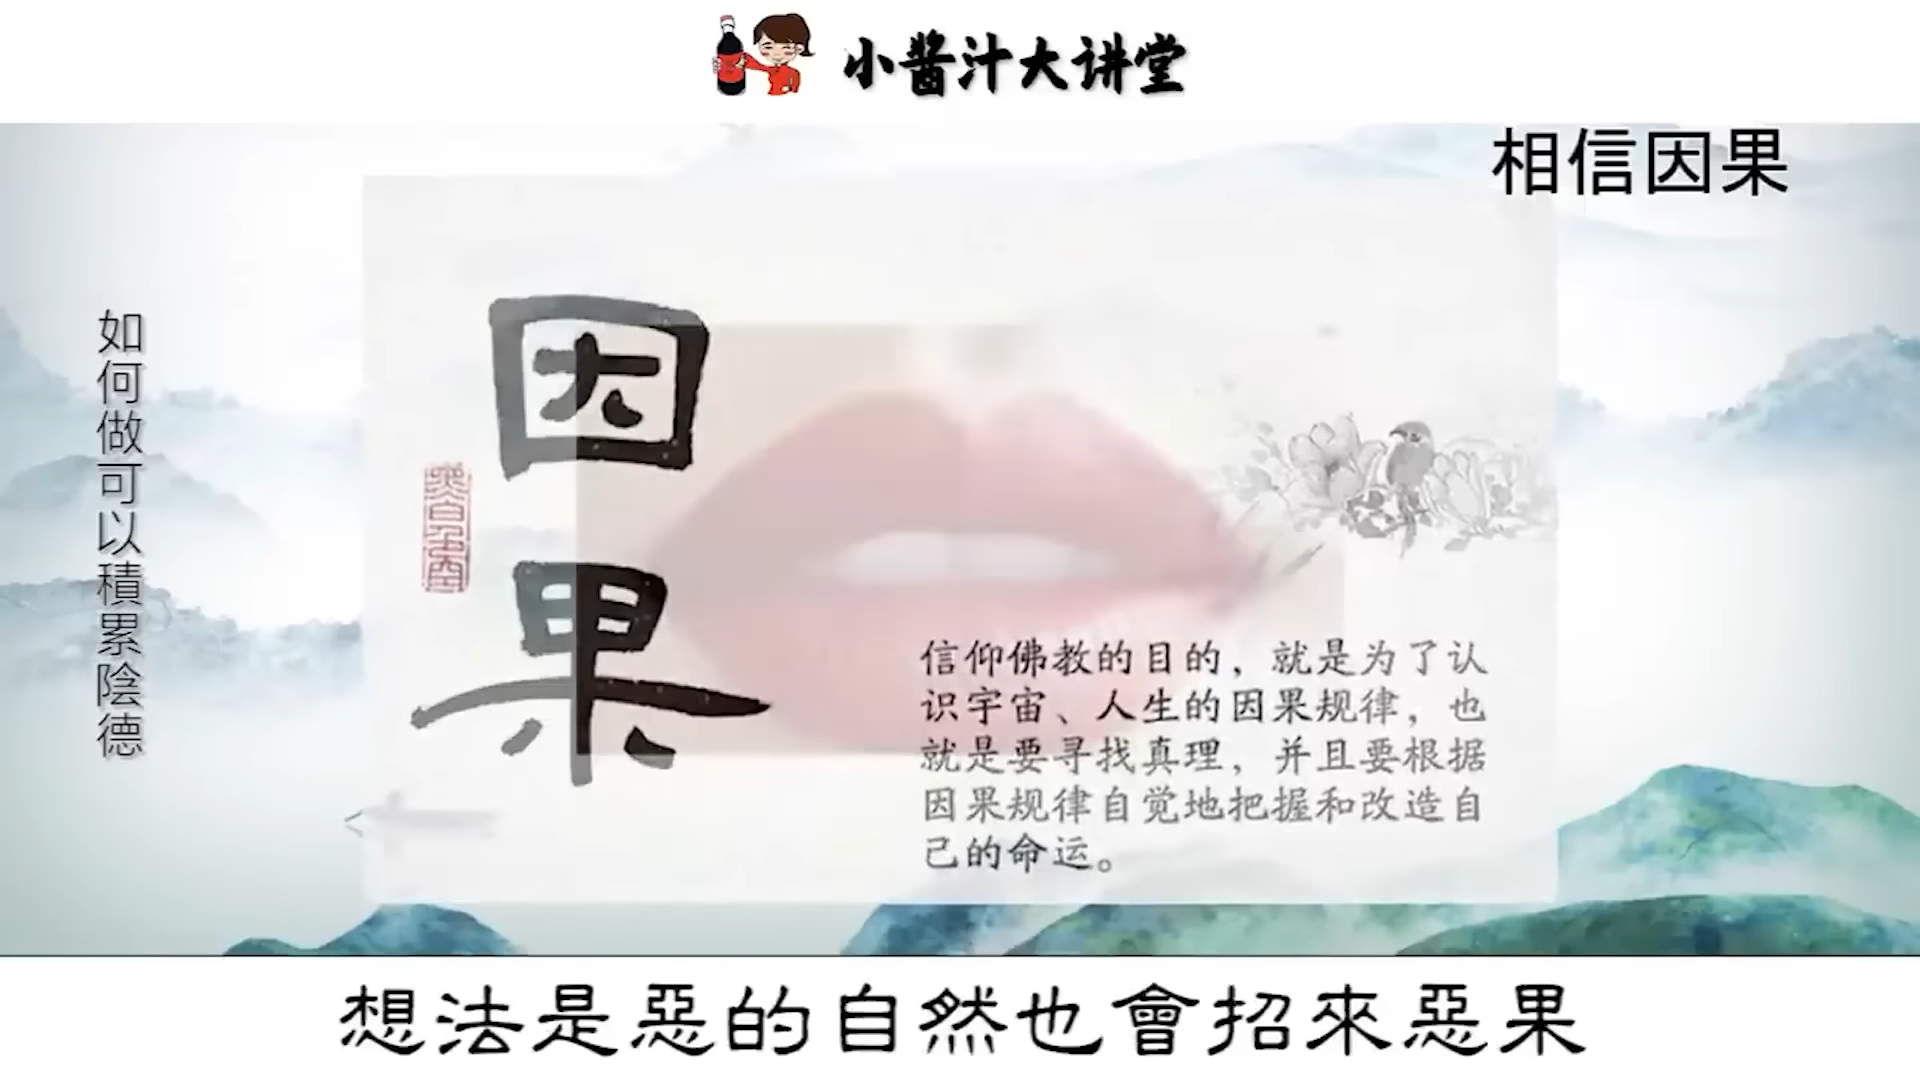 小酱汁大讲堂
相信因果
如何做可以積累陰德
因果
信仰佛教的目的，就是为了认
识宇宙、人生的因果规律，也
就是要寻找真理，并且要根据
因果规律自觉地把握和改造自
己的命运。
想法是惡的自然也會招來惡果